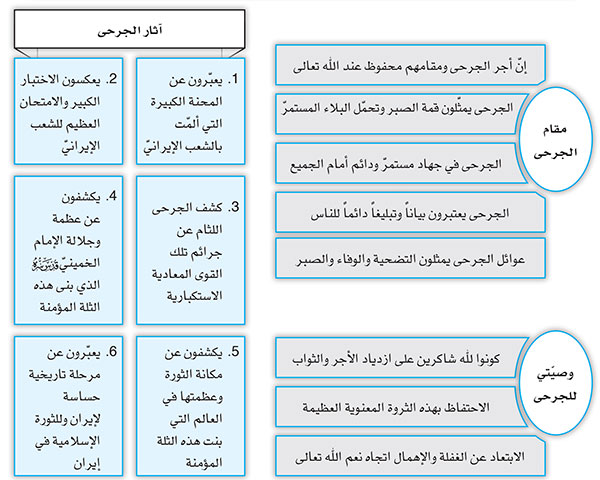 مقام
الجرحى
إنّ أجر الجرحى ومقامهم محفوظ عند الله تعالى
الجرحى يمثّلون قمة الصبر وتحمّل البلاء المستمرّ
الجرحى في جهاد مستمرّ ودائم أمام الجميع
الجرحى يعتبرون بياناً وتبليغاً دائماً للناس
عوائل الجرحى يمثلون التضحية والوفاء والصبر
وصيّتي
للجرحى
كونوا لله شاكرين على ازدياد الأجر والثواب
الاحتفاظ بهذه الثروة المعنوية العظيمة
الابتعاد عن الغفلة والإهمال اتجاه نعم الله تعالى
آثار الجرحى
1. يعبّرون عن
المحنة الكبيرة
التي ألمّت
بالشعب الإيرانيّ
2. يعكسون الاختبار
الكبير والامتحان
العظيم للشعب
الإيرانيّ
3. كشف الجرحى
اللثام عن
جرائم تلك
القوى المعادية
الاستكبارية
4. يكشفون
عن عظمة
وجلالة الإمام
الخمينيّ قدس سره
الذي بنى هذه
الثلة المؤمنة
5. يكشفون عن
مكانة الثورة
وعظمتها في
العالم التي
بنت هذه الثلة
المؤمنة
6. يعبّرون عن
مرحلة تاريخية
حساسة
لإيران وللثورة
الإسلامية في
إيران